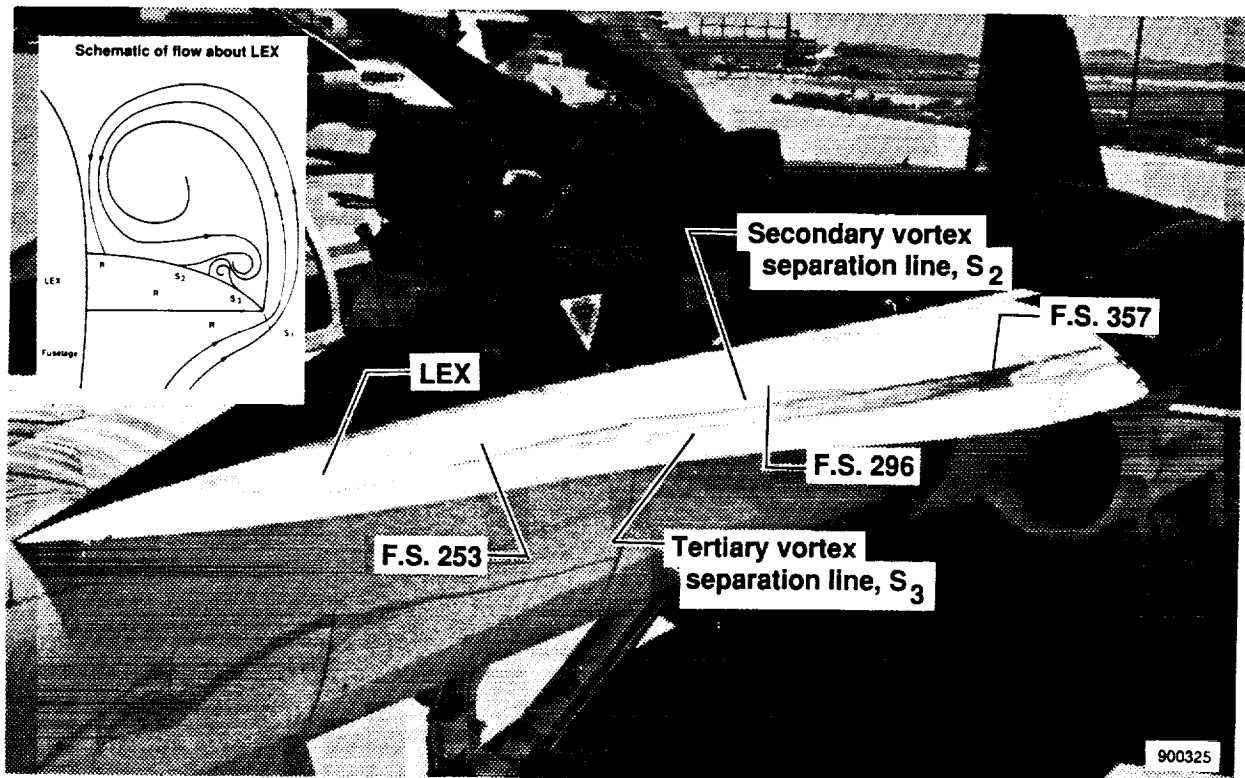 Schematic of flow about LEX
R
S2
LEX
R
S3
R
S1
Fuselage
Secondary vortex
separation line, S2
F.S. 357
LEX
F.S. 296
F.S. 253
Tertiary vortex
separation line, S3
900325